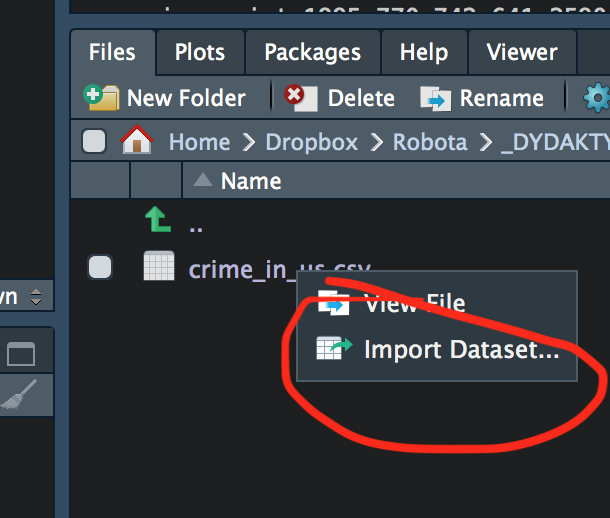 Files Plots Packages Help Viewer
New Folder Delete Rename
Home Dropbox Robota _DYDAKTY
Name
..
crime_in_us.csv
View File
Import Dataset...